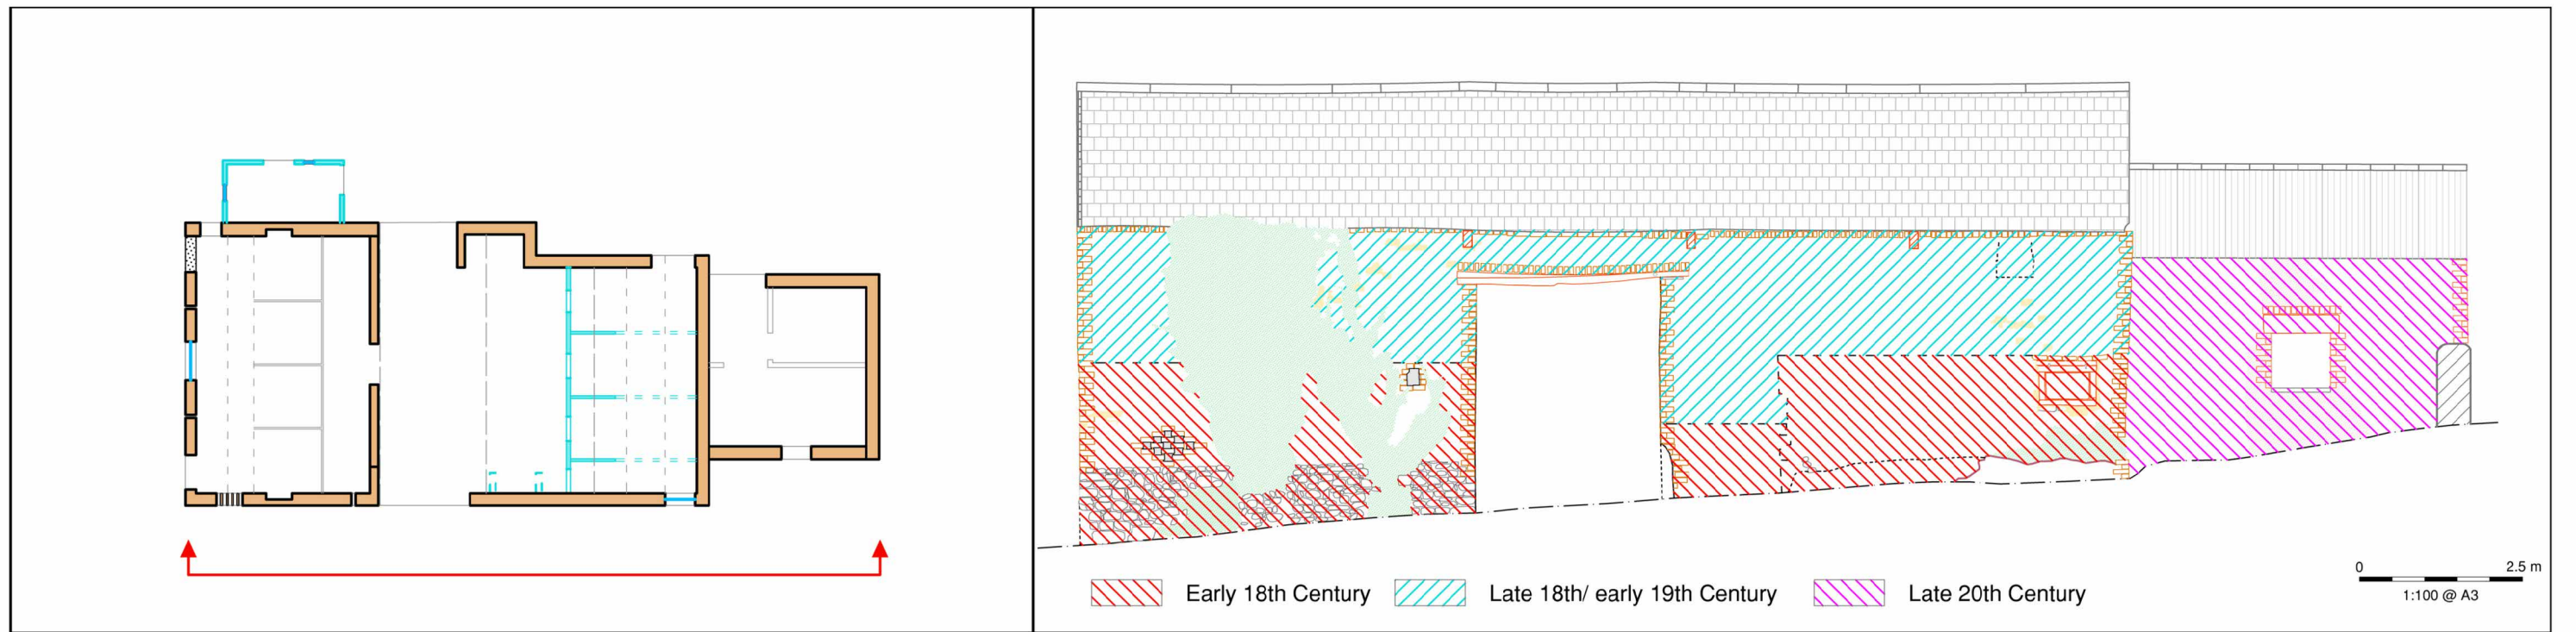 Early 18th Century
Late 18th/ early 19th Century
Late 20th Century
0
2.5 m
1:100 @ A3